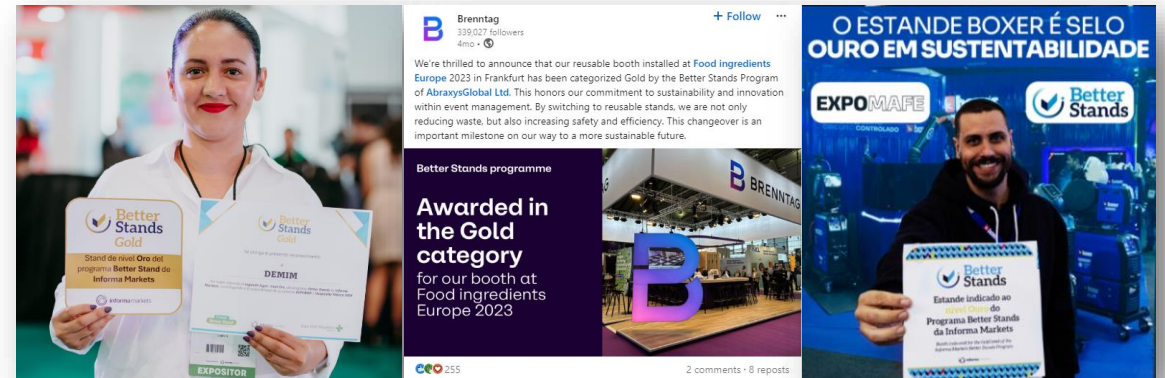 Better
Stands
Gold
Stand de nivel Oro del
programa Better Stand de
Informa Markets
informa markets
Better
Stands
Gold
DEMIM
EXPOSITOR
Brenntag
339,027 followers
4mo •
+ Follow ...
We're thrilled to announce that our reusable booth installed at Food ingredients
Europe 2023 in Frankfurt has been categorized Gold by the Better Stands Program
of AbraxysGlobal Ltd. This honors our commitment to sustainability and innovation
within event management. By switching to reusable stands, we are not only
reducing waste, but also increasing safety and efficiency. This changeover is an
important milestone on our way to a more sustainable future.
Better Stands programme
Awarded in
the Gold
category
for our booth at
Food ingredients
Europe 2023
BRENNTAG
255
2 comments • 8 reposts
O ESTANDE BOXER É SELO
OURO EM SUSTENTABILIDADE
EXPOMAFE
Better
Stands
CONTROLADO
Better
Stands
Estande indicado ao
nível Ouro do
Programa Better Stands
da Informa Markets